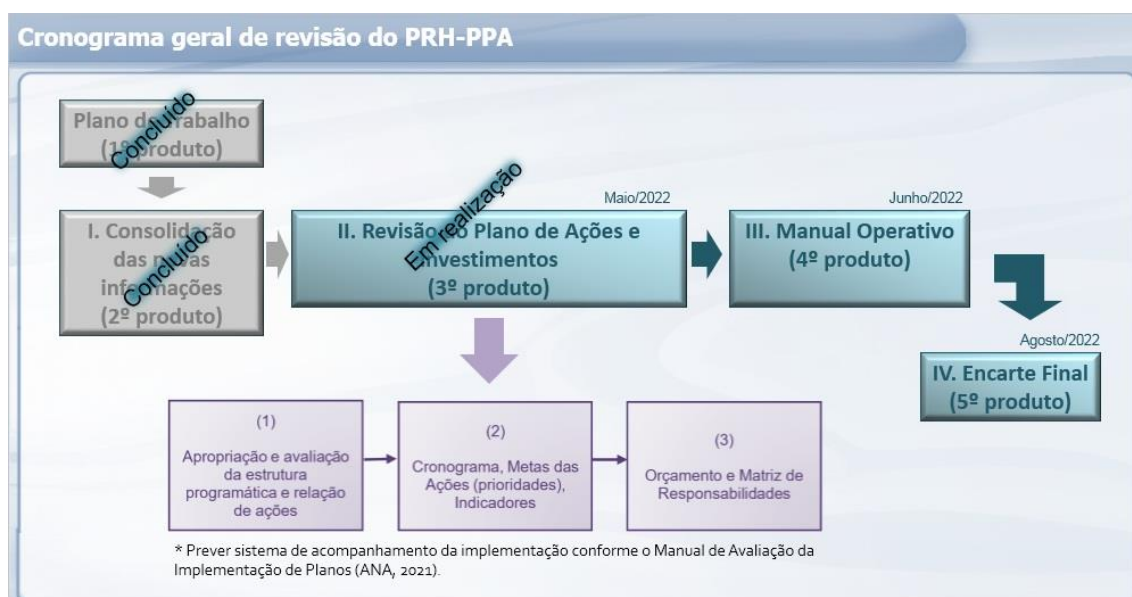 Cronograma geral de revisão do PRH-PPA
Plano de Trabalho
(1º produto)
Concluído
I. Consolidação
das novas
informações
(2º produto)
Concluído
Maio/2022
II. Revisão do Plano de Ações e
Investimentos
(3º produto)
Em realização
Junho/2022
III. Manual Operativo
(4º produto)
Agosto/2022
IV. Encarte Final
(5º produto)
(1)
Apropriação e avaliação
da estrutura
programática e relação
de ações
(2)
Cronograma, Metas das
Ações (prioridades),
Indicadores
(3)
Orçamento e Matriz de
Responsabilidades
* Prever sistema de acompanhamento da implementação conforme o Manual de Avaliação da
Implementação de Planos (ANA, 2021).